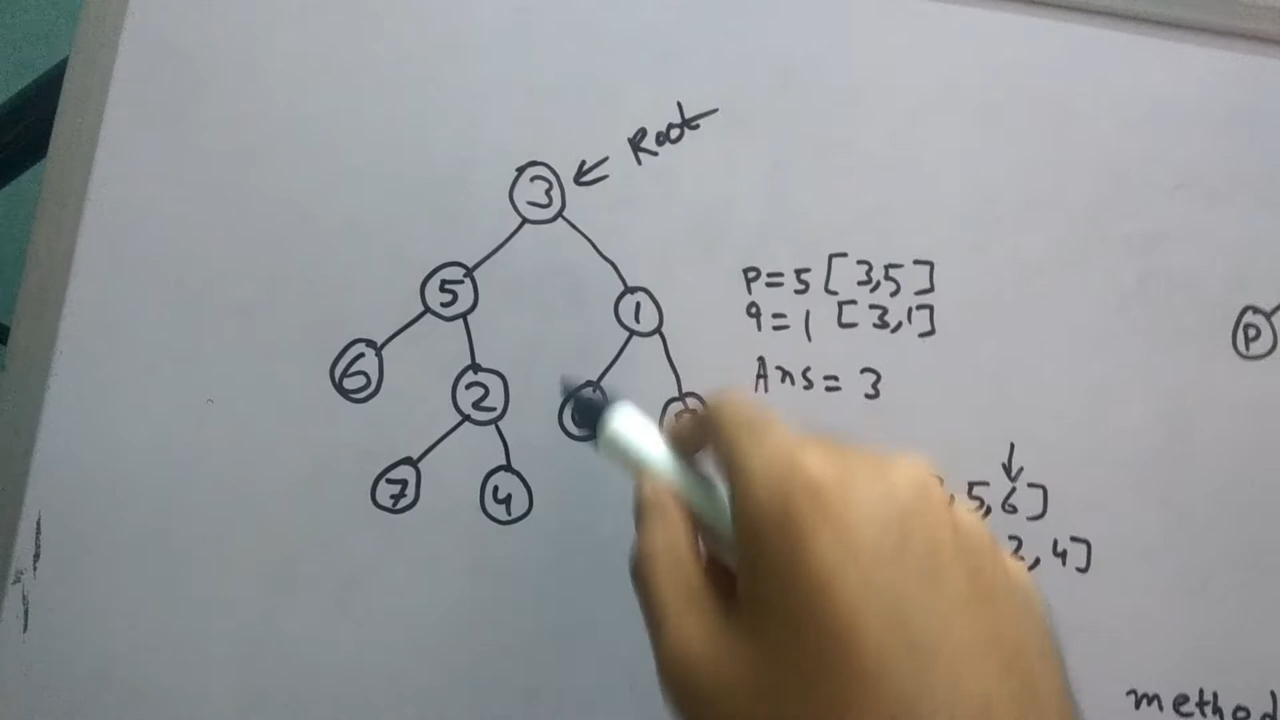 Root
3
5
1
6
2
7
4
P=5 [3,5]
q=1 [3,1]
Ans=3
,5,6]
2,4]
P
method